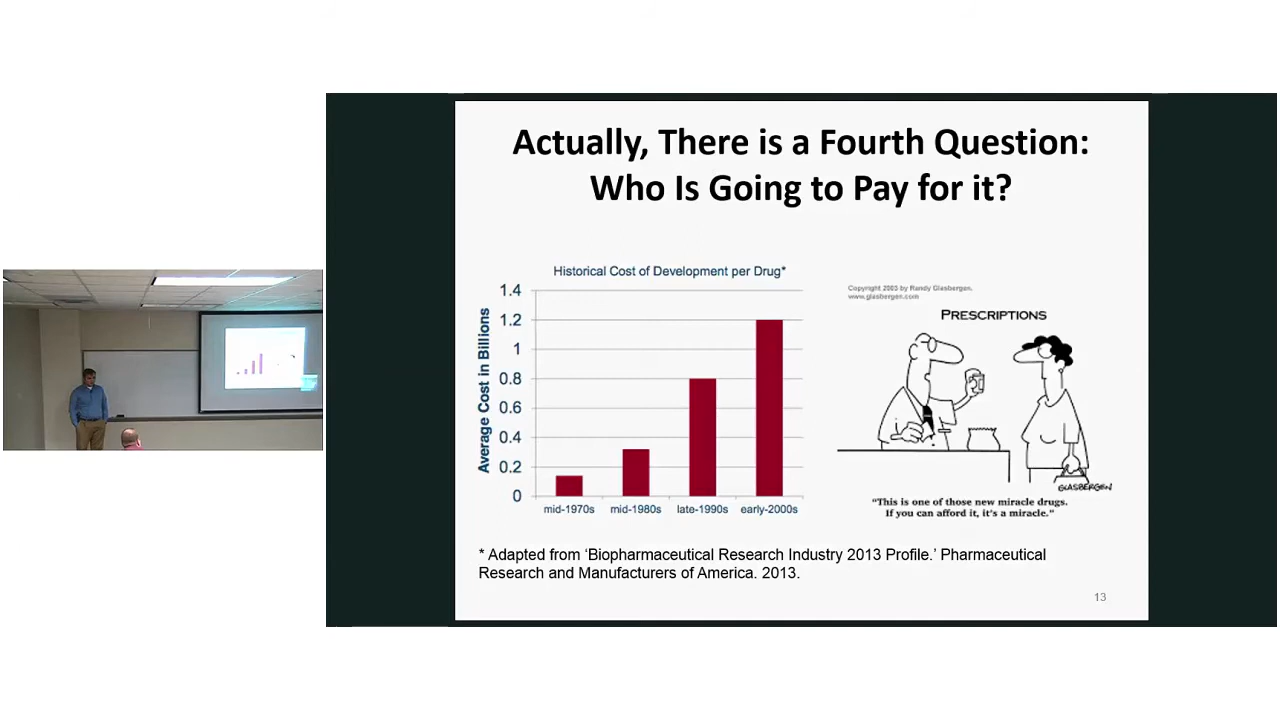 Actually, There is a Fourth Question:
Who Is Going to Pay for it?
Historical Cost of Development per Drug*
Average Cost in Billions
1.4
1.2
1
0.8
0.6
0.4
0.2
0
mid-1970s
mid-1980s
late-1990s
early-2000s
Copyright 2003 by Randy Glasbergen.
www.glasbergen.com
PRESCRIPTIONS
GLASBERGEN
"This is one of those new miracle drugs.
If you can afford it, it's a miracle."
* Adapted from 'Biopharmaceutical Research Industry 2013 Profile.' Pharmaceutical
Research and Manufacturers of America. 2013.
13